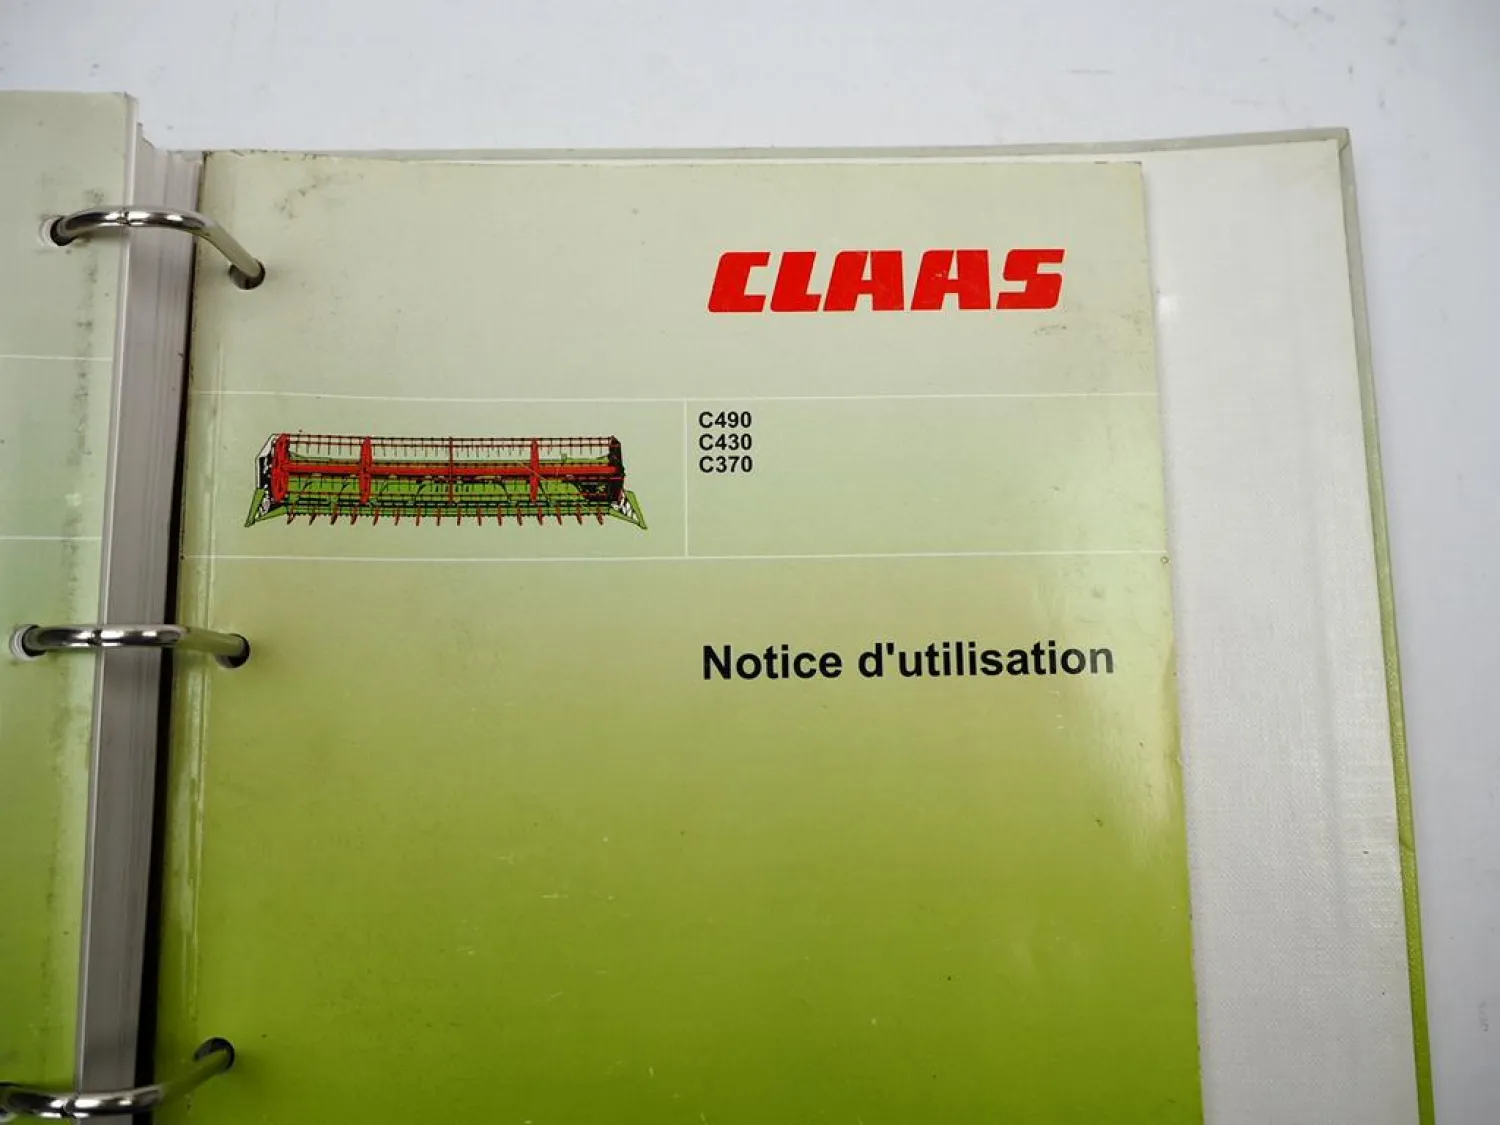 CLAAS
C490
C430
C370
Notice d'utilisation